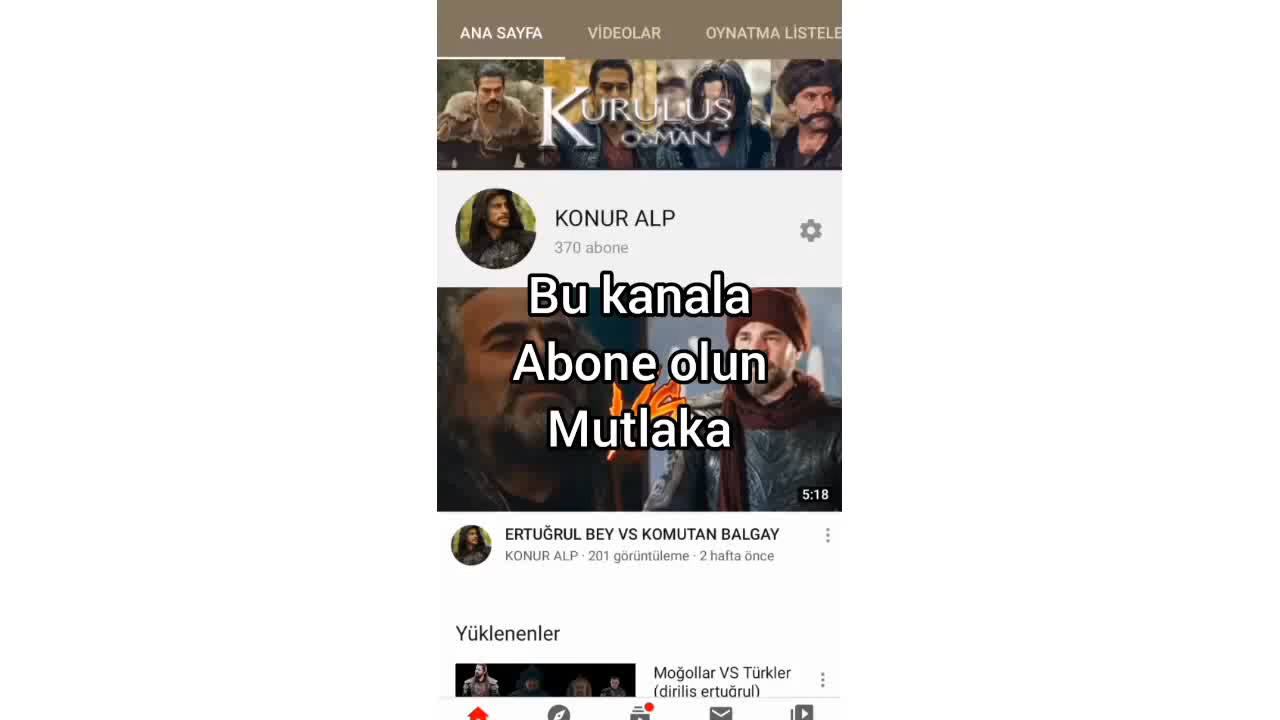 ANA SAYFA
VİDEOLAR
OYNATMA LİSTELE
KURULUŞ
OSMAN
KONUR ALP
370 abone
Bu kanala
Abone olun
Mutlaka
VS
5:18
ERTUĞRUL BEY VS KOMUTAN BALGAY
KONUR ALP · 201 görüntüleme · 2 hafta önce
Yüklenenler
Moğollar VS Türkler
(diriliş ertuğrul)